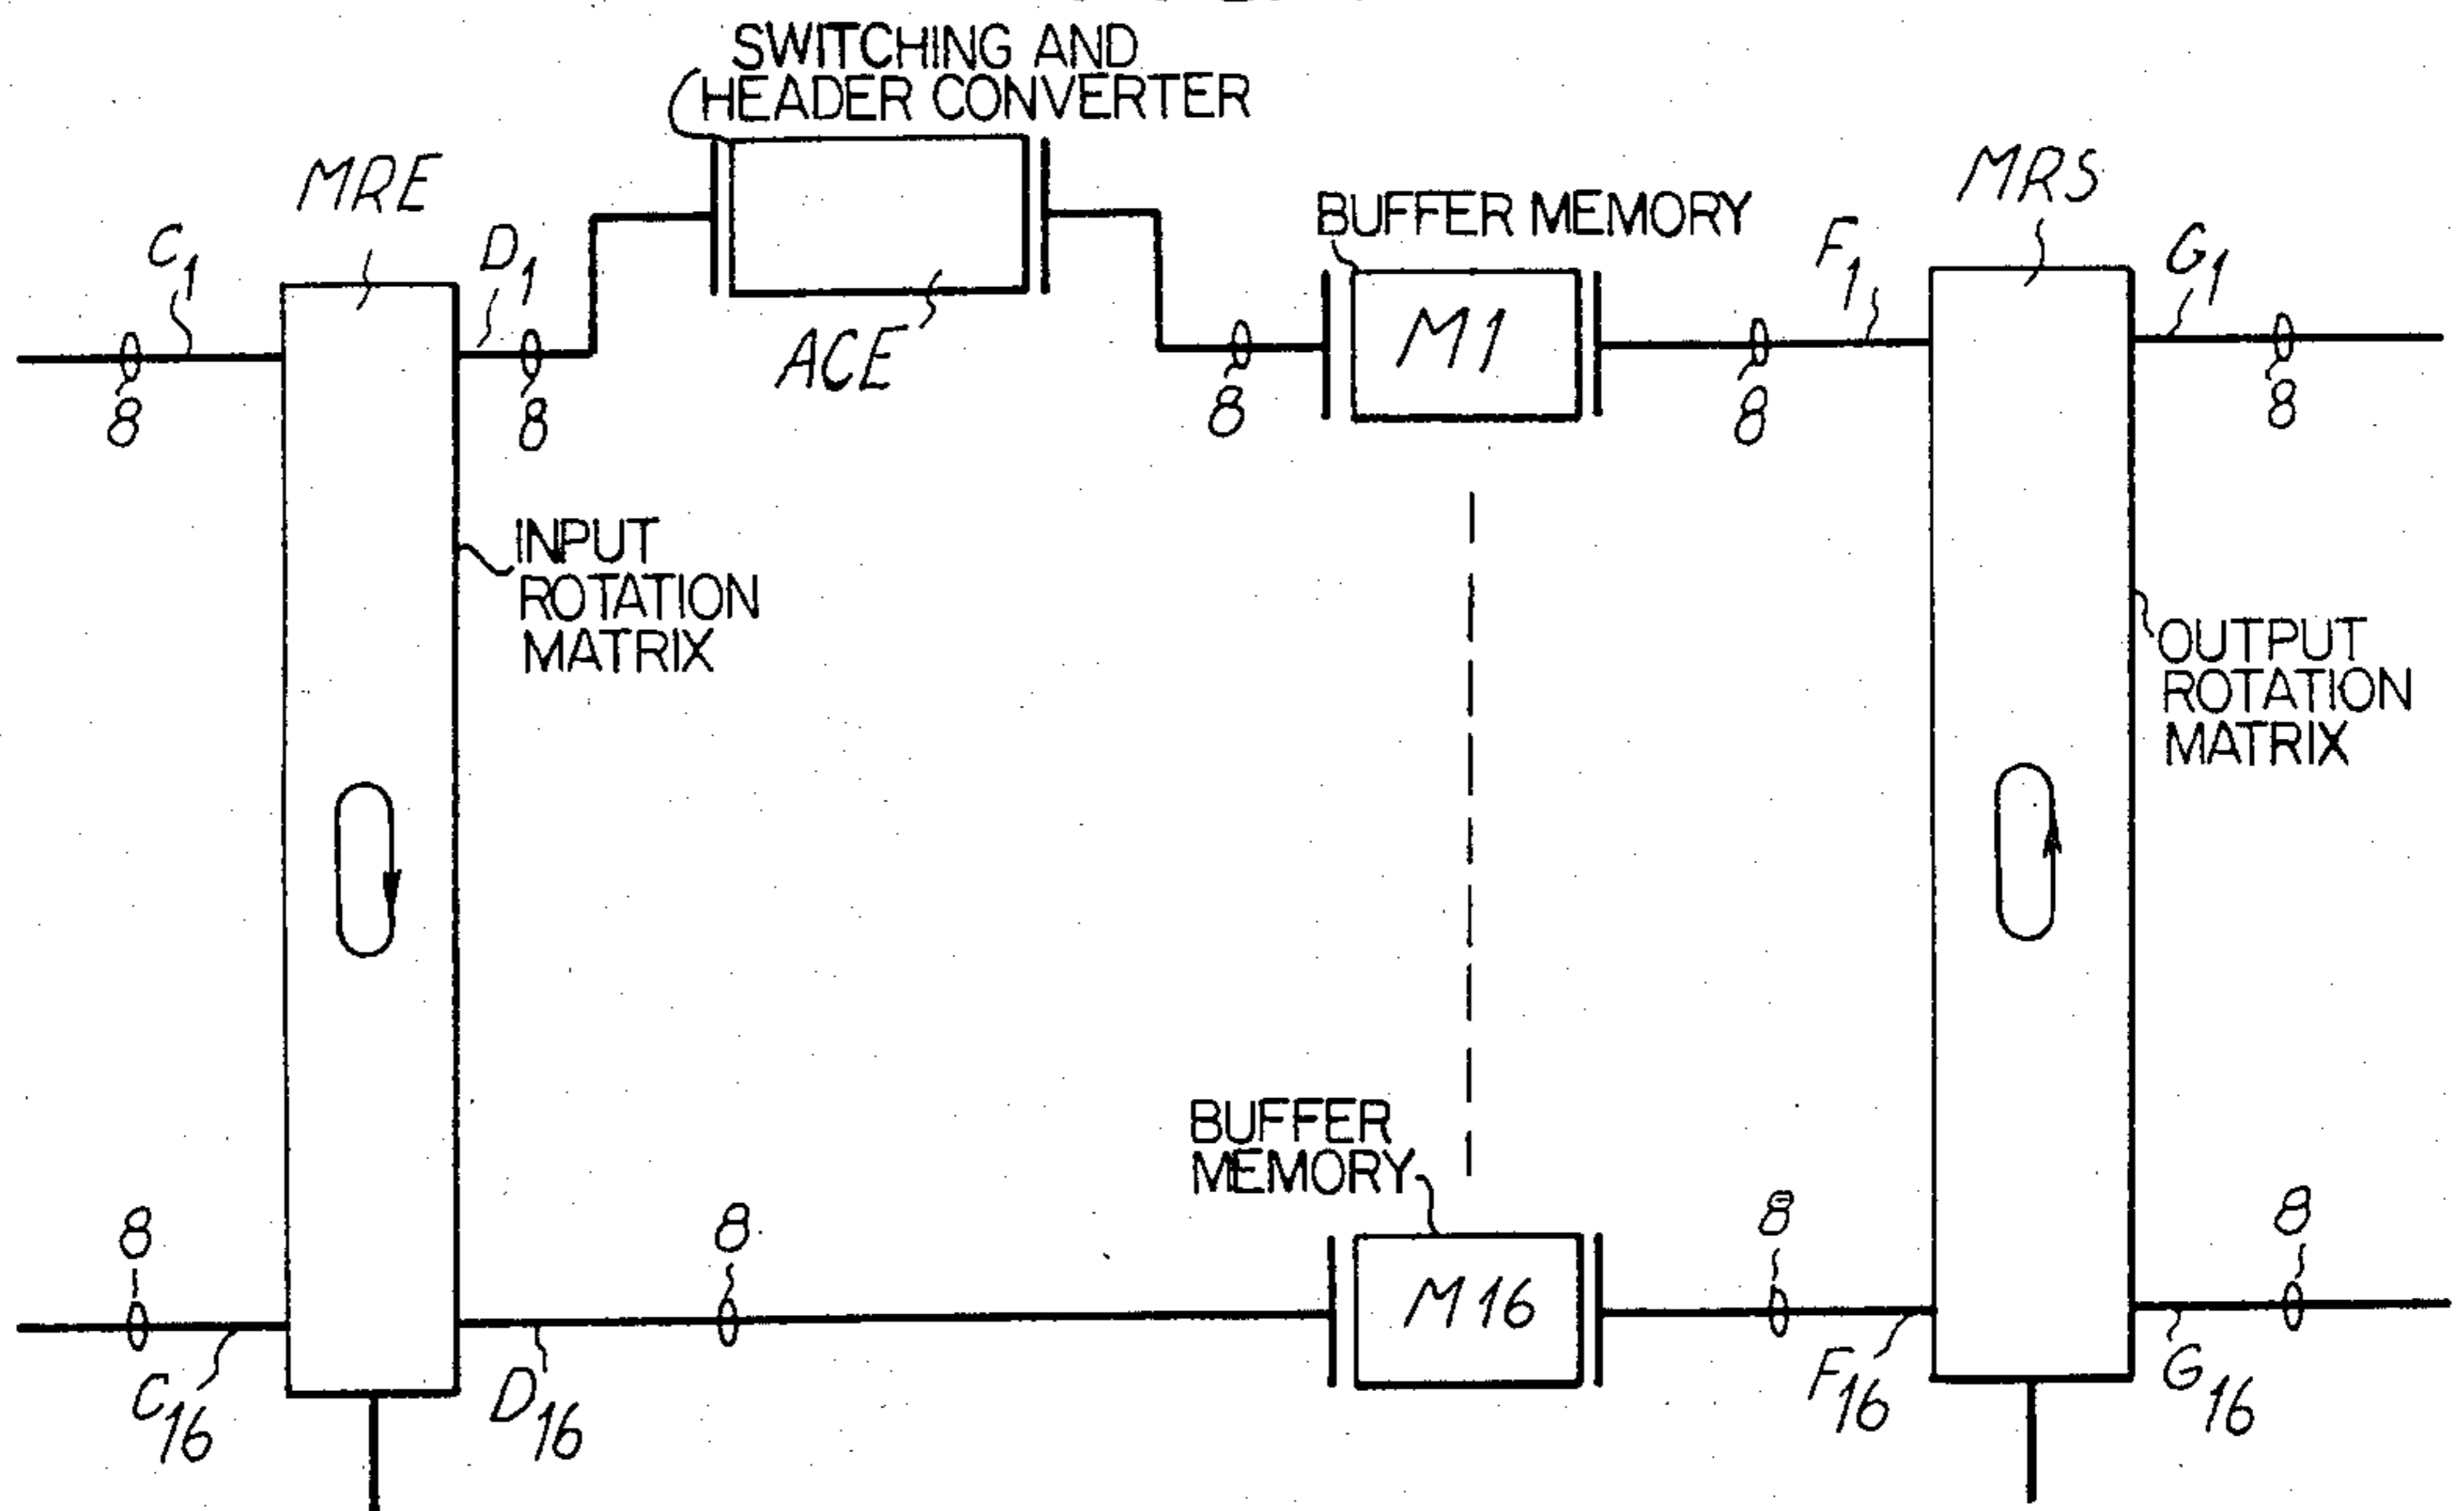 SWITCHING AND
HEADER CONVERTER
MRE
MRS
BUFFER MEMORY
C1
D1
F1
G1
ACE
M1
8
8
8
8
8
INPUT
ROTATION
MATRIX
OUTPUT
ROTATION
MATRIX
BUFFER
MEMORY
8
8
8
8
M16
C16
D16
F16
G16